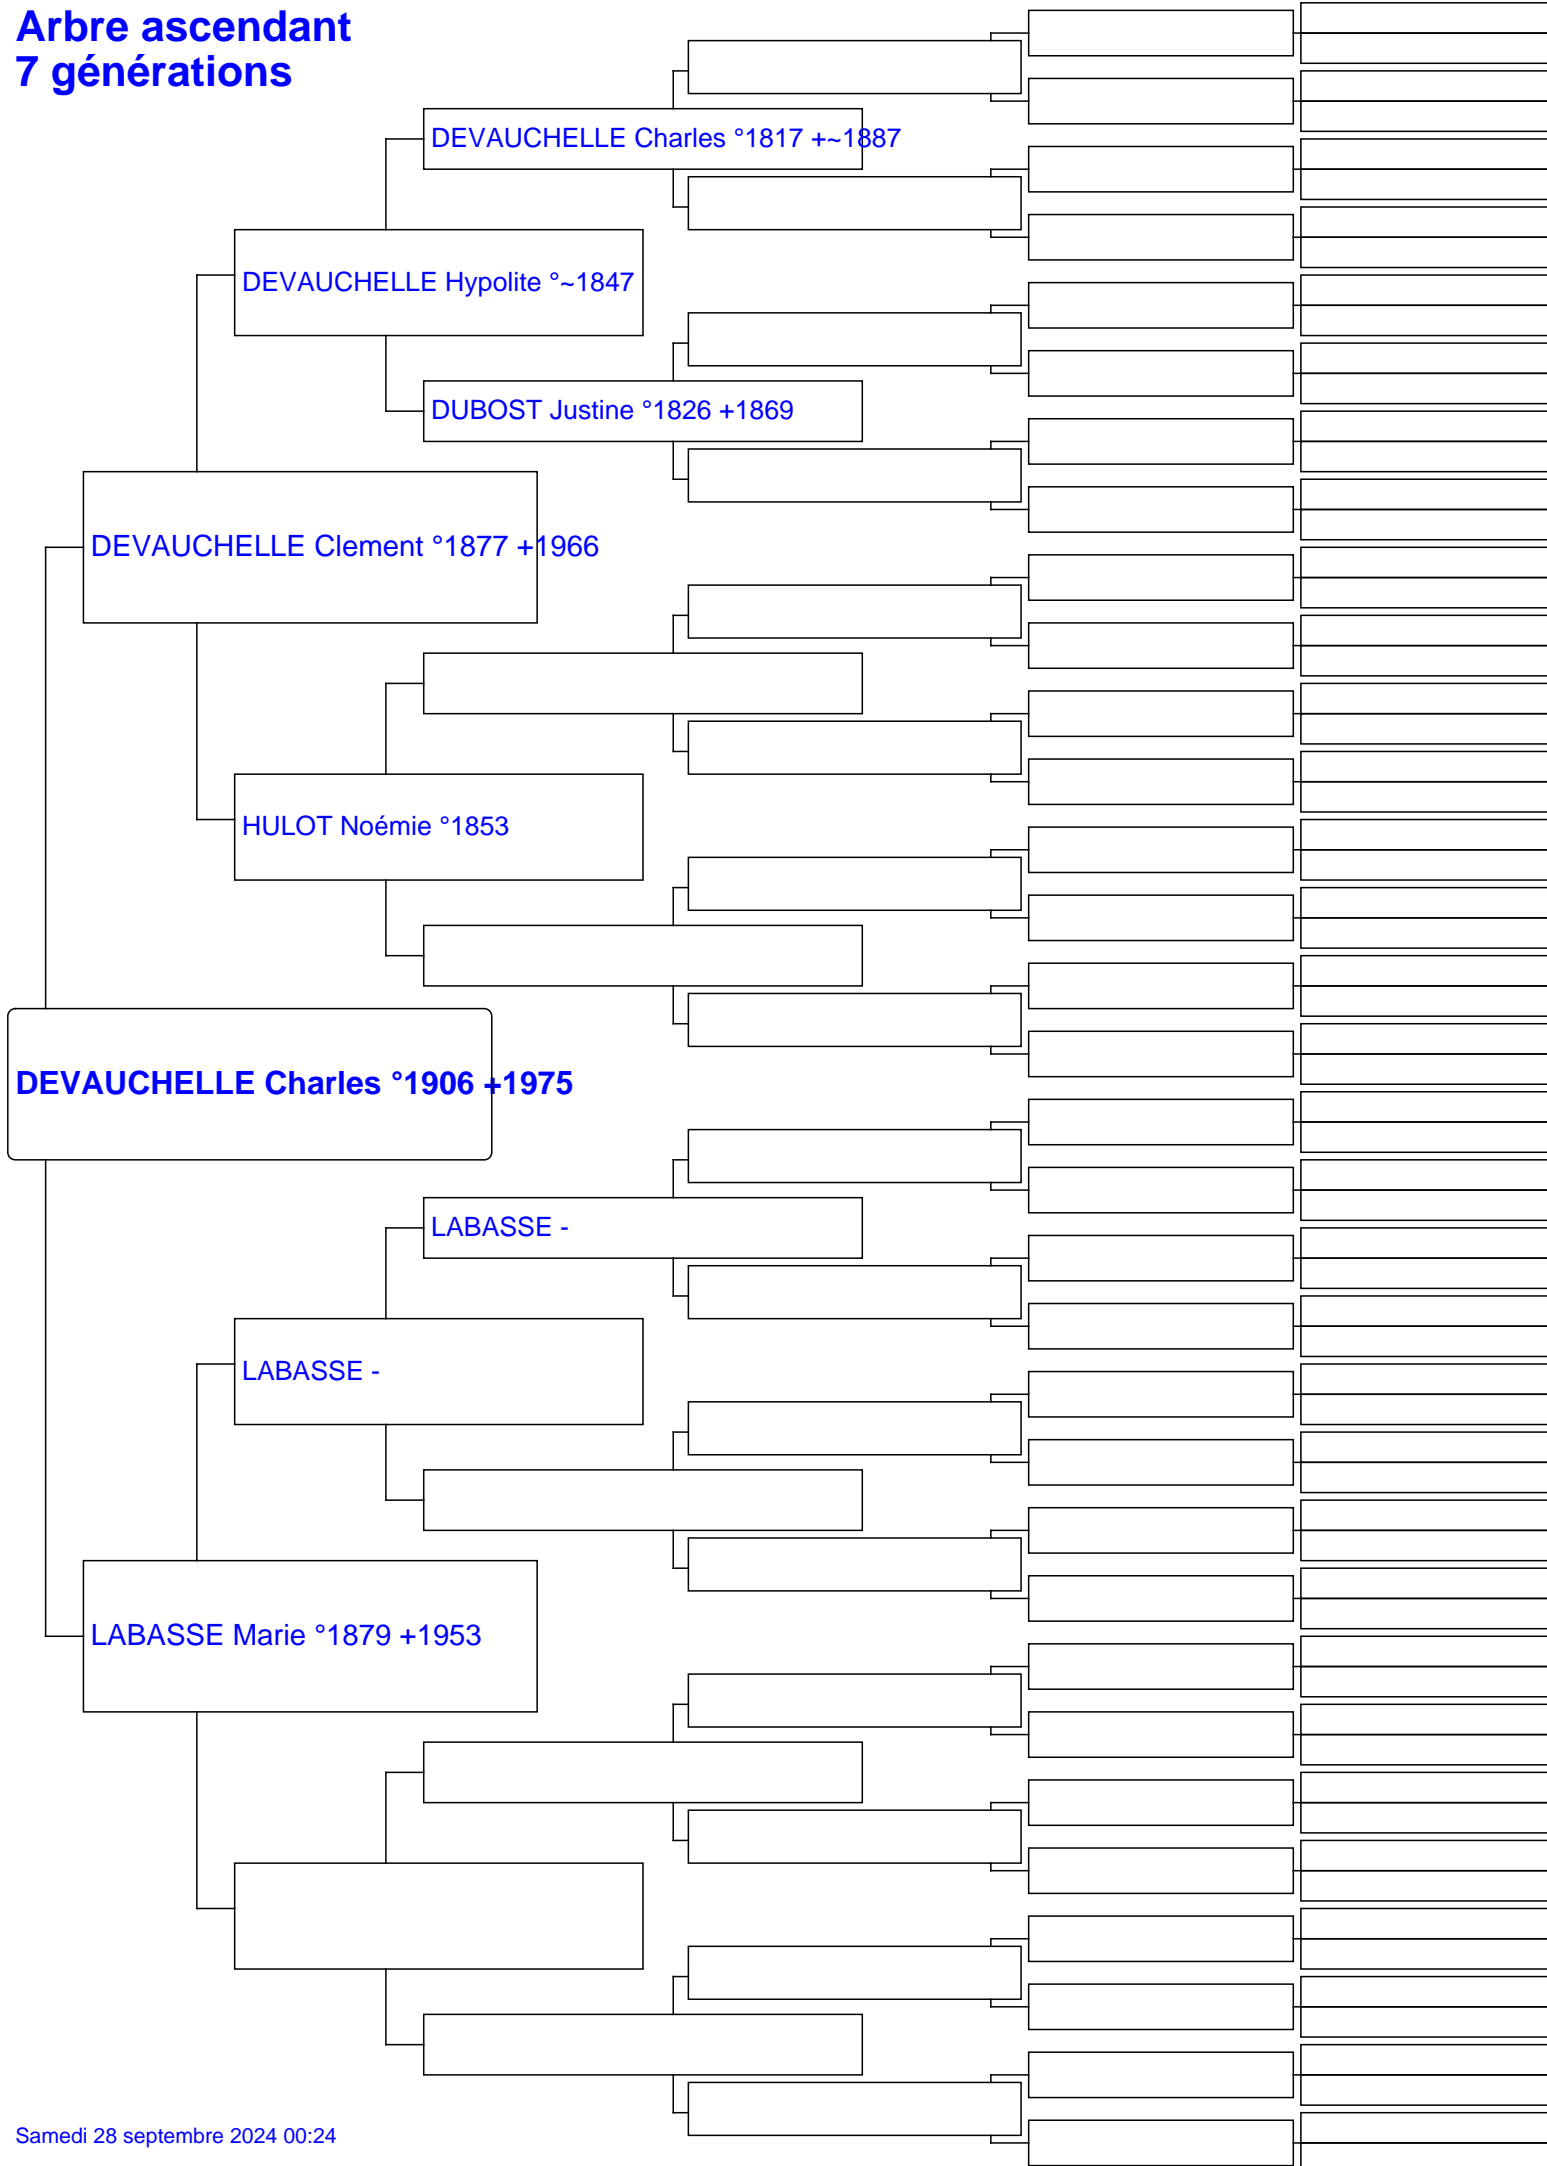 Arbre ascendant
7 générations
DEVAUCHELLE Charles °1817 +~1887
DEVAUCHELLE Hypolite °~1847
DUBOST Justine °1826 +1869
DEVAUCHELLE Clement °1877 +1966
HULOT Noémie °1853
DEVAUCHELLE Charles °1906 +1975
LABASSE -
LABASSE -
LABASSE Marie °1879 +1953
Samedi 28 septembre 2024 00:24